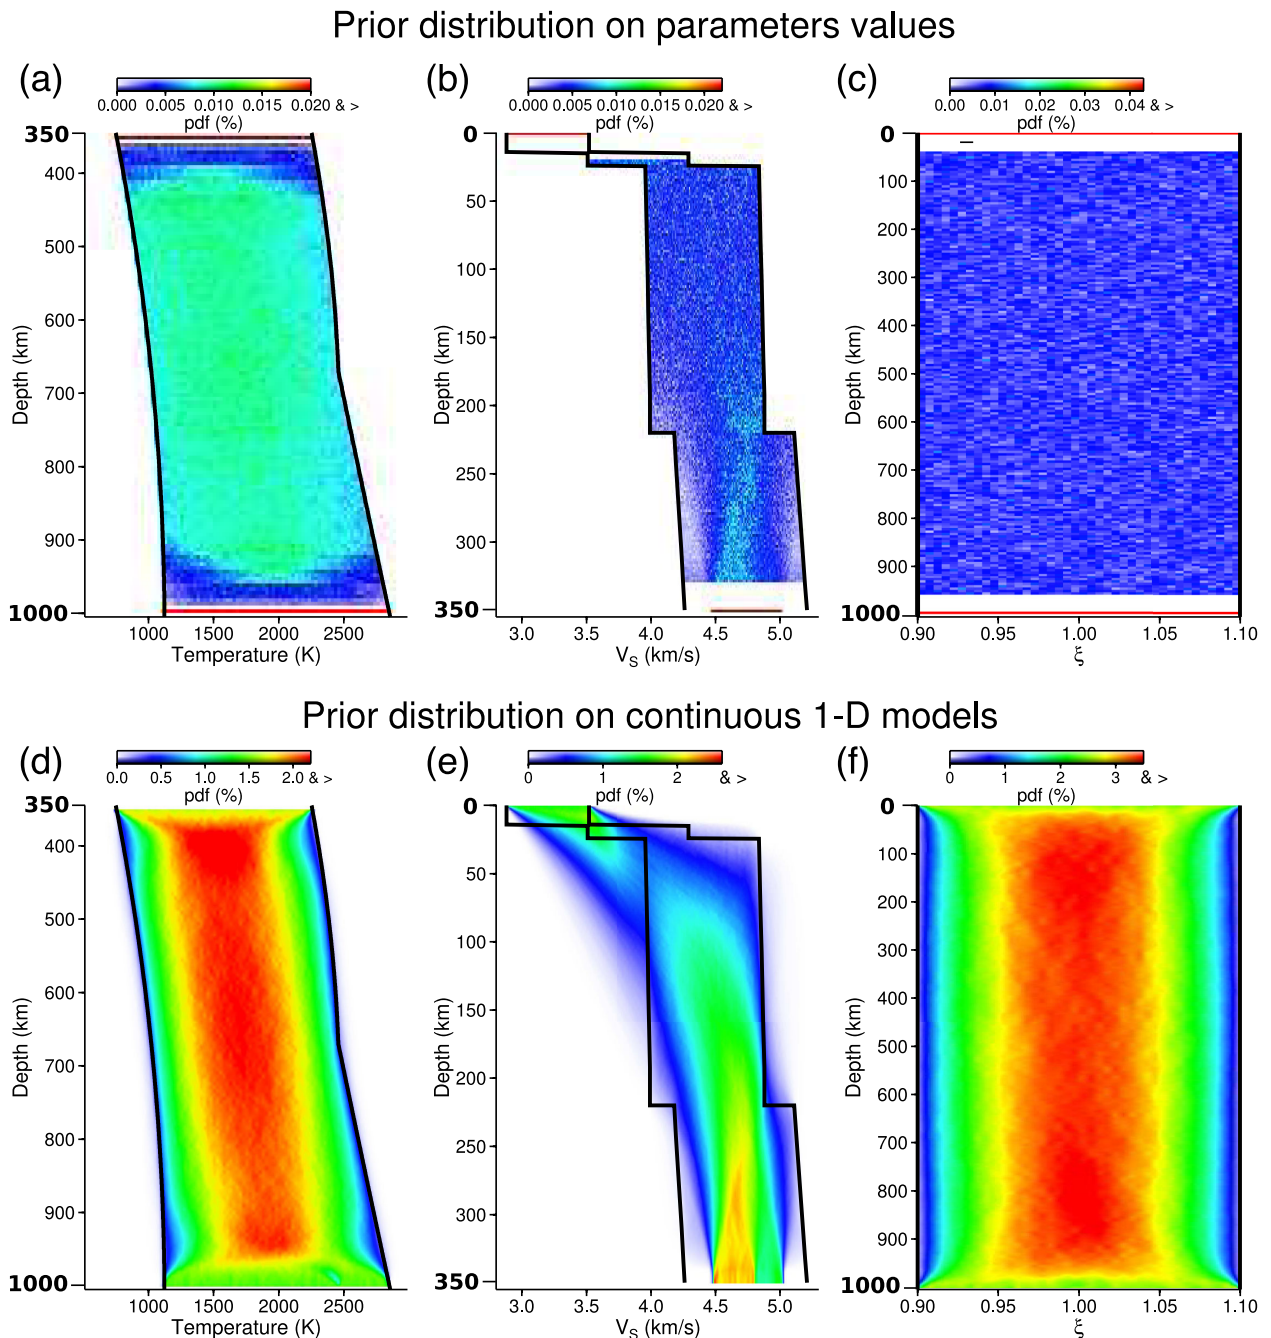 Prior distribution on parameters values
(a)
0.000 0.005 0.010 0.015 0.020 & >
pdf (%)
350
400
500
600
700
800
900
1000
Depth (km)
1000 1500 2000 2500
Temperature (K)
(b)
0.000 0.005 0.010 0.015 0.020 & >
pdf (%)
0
50
100
150
200
250
300
350
Depth (km)
3.0 3.5 4.0 4.5 5.0
VS (km/s)
(c)
0.00 0.01 0.02 0.03 0.04 & >
pdf (%)
0
100
200
300
400
500
600
700
800
900
1000
Depth (km)
0.90 0.95 1.00 1.05 1.10
ξ
Prior distribution on continuous 1-D models
(d)
0.0 0.5 1.0 1.5 2.0 & >
pdf (%)
350
400
500
600
700
800
900
1000
Depth (km)
1000 1500 2000 2500
Temperature (K)
(e)
0 1 2 & >
pdf (%)
0
50
100
150
200
250
300
350
Depth (km)
3.0 3.5 4.0 4.5 5.0
VS (km/s)
(f)
0 1 2 3 & >
pdf (%)
0
100
200
300
400
500
600
700
800
900
1000
Depth (km)
0.90 0.95 1.00 1.05 1.10
ξ